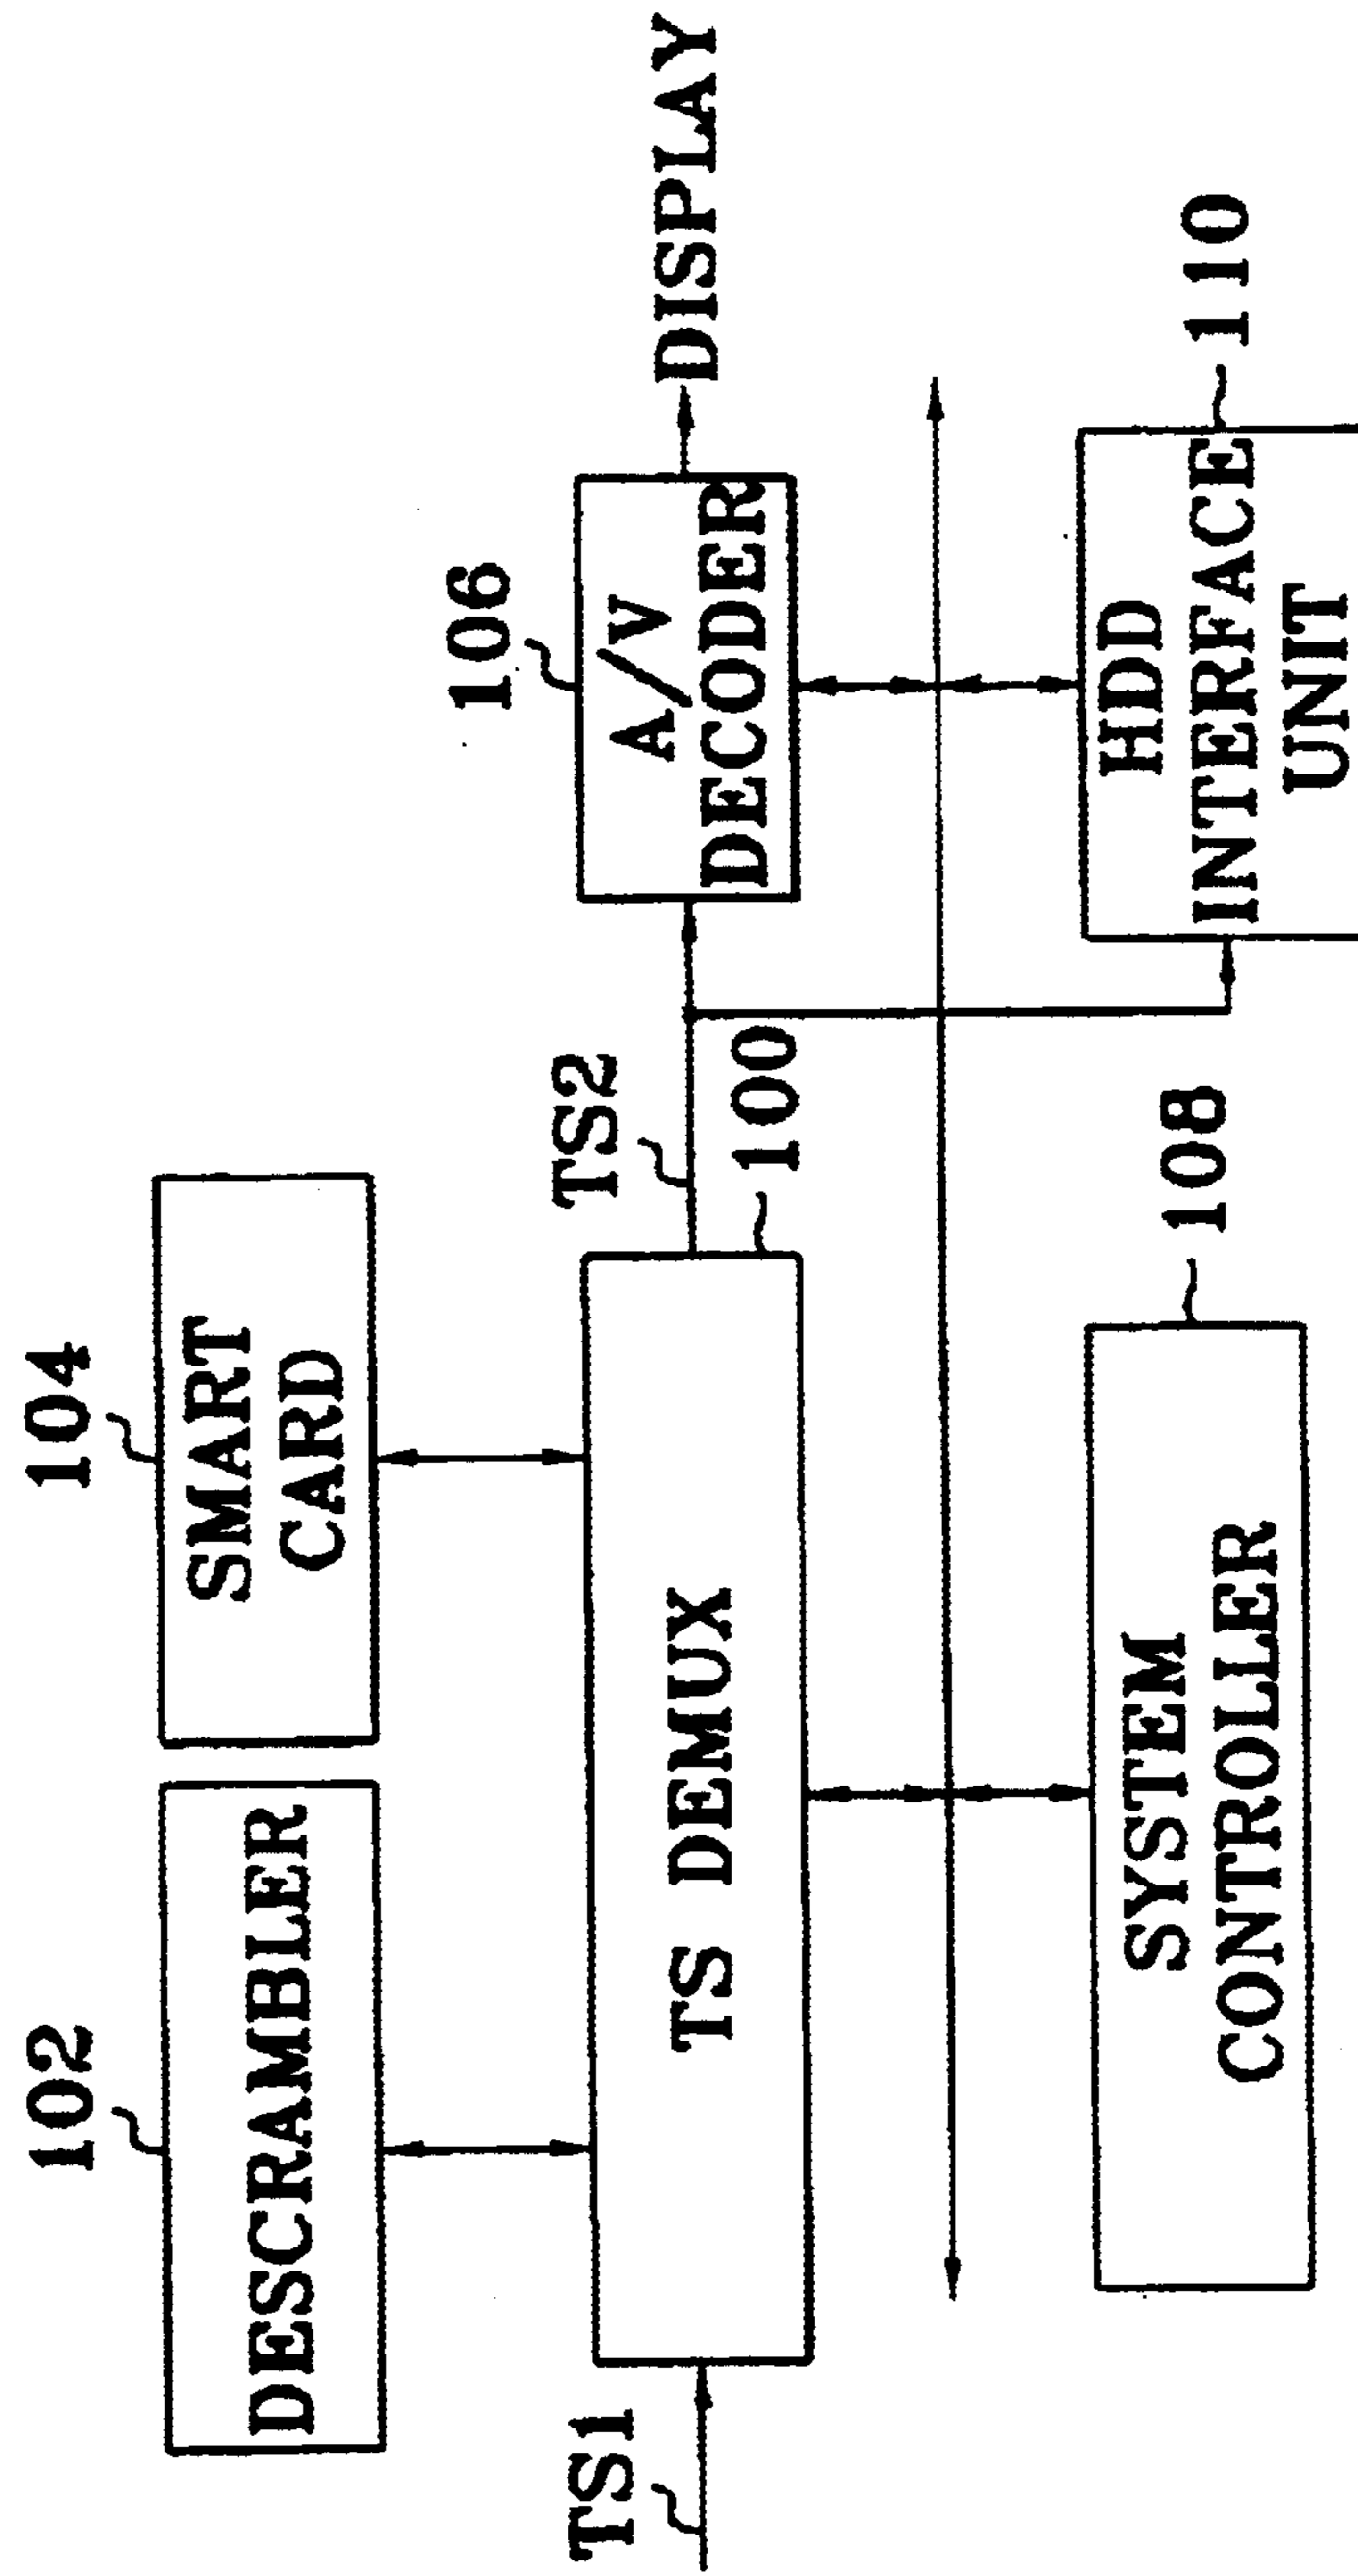 102
104
DESCRAMBLER
SMART
CARD
106
TS1
TS2
TS DEMUX
100
A/V
DECODER
DISPLAY
108
110
SYSTEM
CONTROLLER
HDD
INTERFACE
UNIT